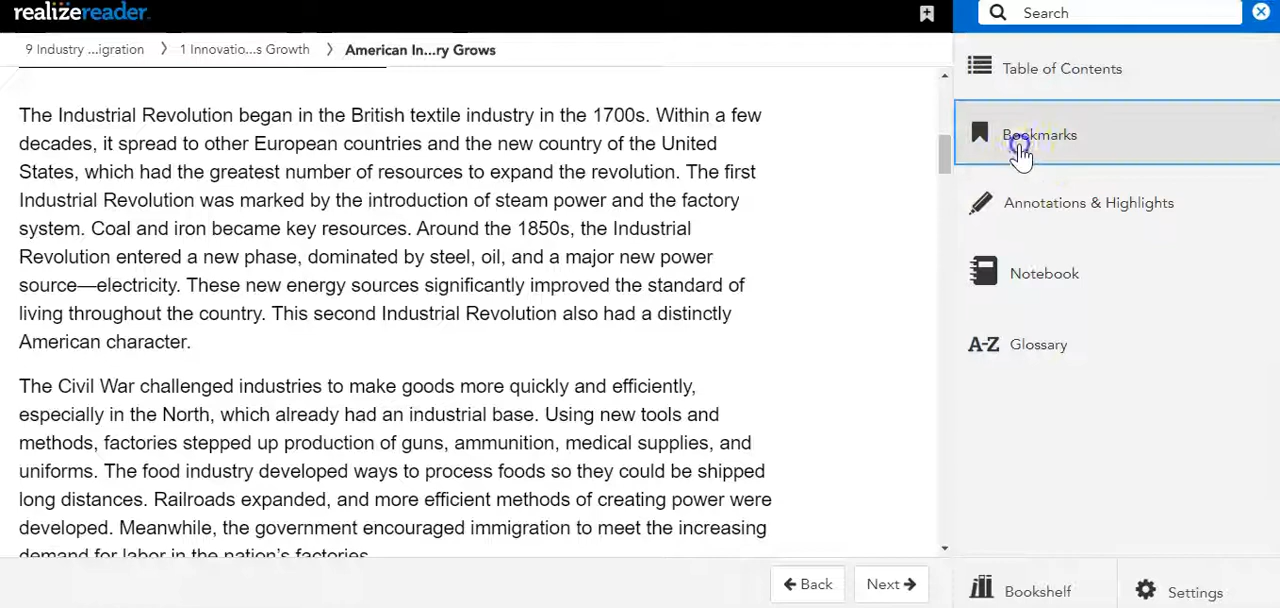 realizereader
Search
9 Industry ...igration > 1 Innovatio...s Growth > American In...ry Grows
Table of Contents
Bookmarks
Annotations & Highlights
Notebook
A-Z Glossary
The Industrial Revolution began in the British textile industry in the 1700s. Within a few
decades, it spread to other European countries and the new country of the United
States, which had the greatest number of resources to expand the revolution. The first
Industrial Revolution was marked by the introduction of steam power and the factory
system. Coal and iron became key resources. Around the 1850s, the Industrial
Revolution entered a new phase, dominated by steel, oil, and a major new power
source—electricity. These new energy sources significantly improved the standard of
living throughout the country. This second Industrial Revolution also had a distinctly
American character.
The Civil War challenged industries to make goods more quickly and efficiently,
especially in the North, which already had an industrial base. Using new tools and
methods, factories stepped up production of guns, ammunition, medical supplies, and
uniforms. The food industry developed ways to process foods so they could be shipped
long distances. Railroads expanded, and more efficient methods of creating power were
developed. Meanwhile, the government encouraged immigration to meet the increasing
demand for labor in the nation's factories.
Back Next
Bookshelf Settings